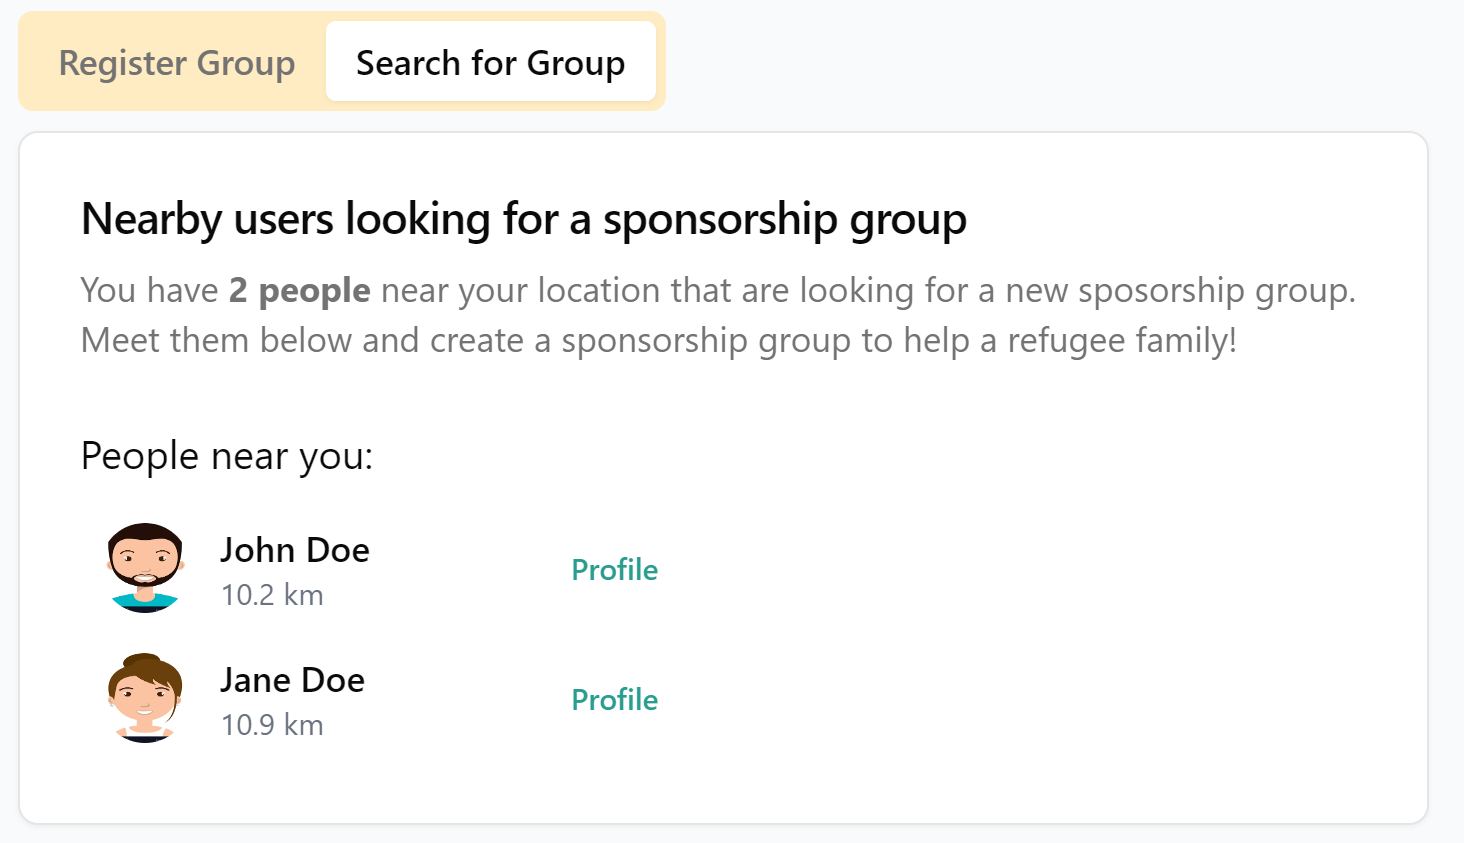 Register Group
Search for Group
Nearby users looking for a sponsorship group
You have 2 people near your location that are looking for a new sposorship group.
Meet them below and create a sponsorship group to help a refugee family!
People near you:
John Doe
10.2 km
Profile
Jane Doe
10.9 km
Profile